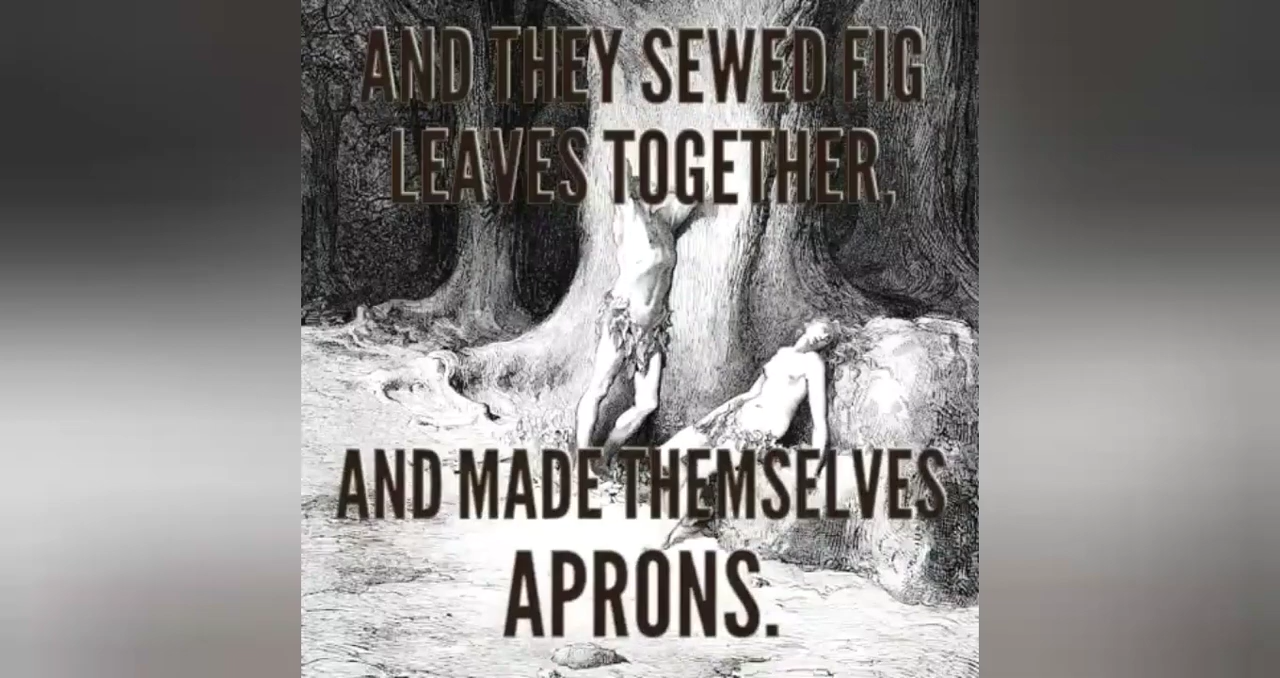 AND THEY SEWED FIG
LEAVES TOGETHER,
AND MADE THEMSELVES
APRONS.